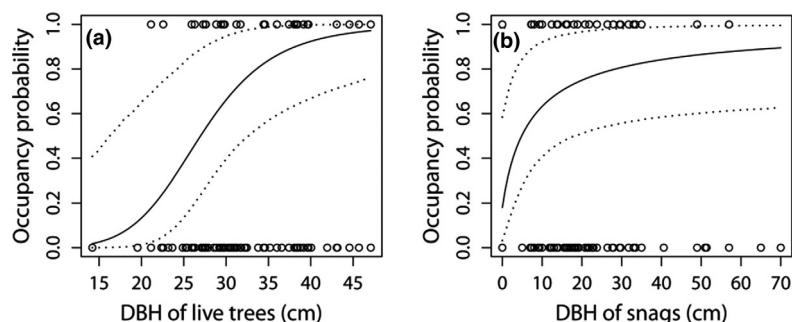 (a)
Occupancy probability
1.0
0.8
0.6
0.4
0.2
0.0
15 20 25 30 35 40 45
DBH of live trees (cm)
(b)
Occupancy probability
1.0
0.8
0.6
0.4
0.2
0.0
0 10 20 30 40 50 60 70
DBH of snags (cm)